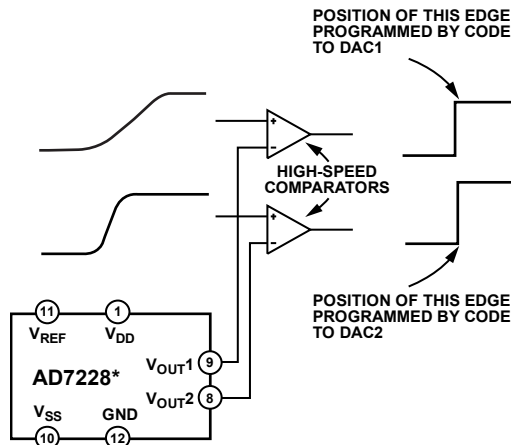 POSITION OF THIS EDGE
PROGRAMMED BY CODE
TO DAC1
+
–
HIGH-SPEED
COMPARATORS
+
–
POSITION OF THIS EDGE
PROGRAMMED BY CODE
TO DAC2
11
1
VREF
VDD
VOUT1
9
AD7228*
VOUT2
8
VSS
GND
10
12